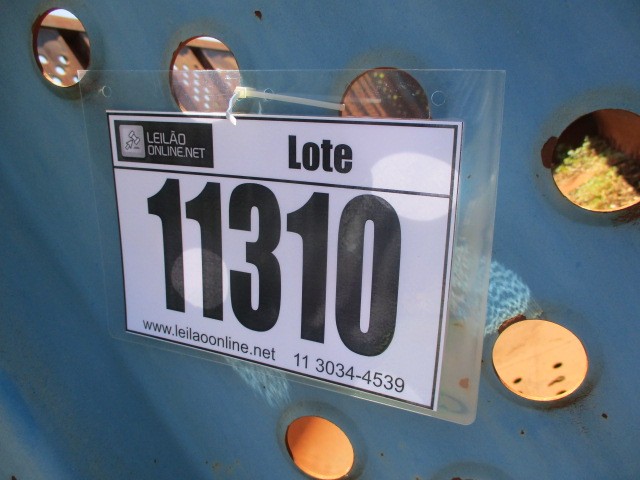 LEILÃO
ONLINE.NET
Lote
11310
www.leilaoonline.net 11 3034-4539